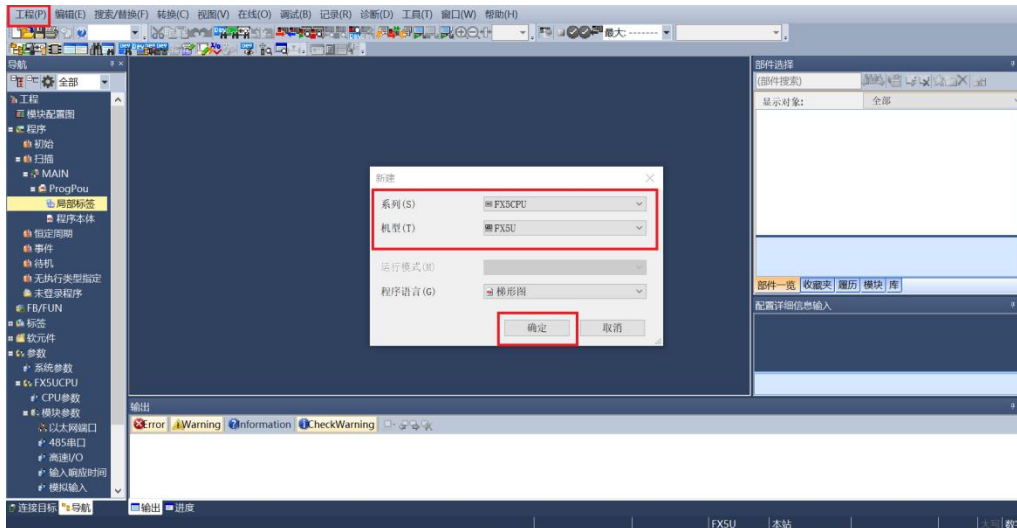 工程(P) 编辑(E) 搜索/替换(F) 转换(C) 视图(V) 在线(O) 调试(B) 记录(R) 诊断(D) 工具(T) 窗口(W) 帮助(H)
最大: -------
导航
全部
工程
模块配置图
程序
初始
扫描
MAIN
ProgPou
局部标签
程序本体
恒定周期
事件
待机
无执行类型指定
未登录程序
FB/FUN
标签
软元件
参数
系统参数
FX5UCPU
CPU参数
模块参数
以太网端口
485串口
高速I/O
输入响应时间
模拟输入
连接目标 导航
新建
系列(S) FX5CPU
机型(T) FX5U
运行模式(M)
程序语言(G) 梯形图
确定 取消
部件选择
(部件搜索)
显示对象: 全部
部件一览 收藏夹 履历 模块 库
配置详细信息输入
输出
Error Warning Information CheckWarning
输出 进度
FX5U 本站 大写 数